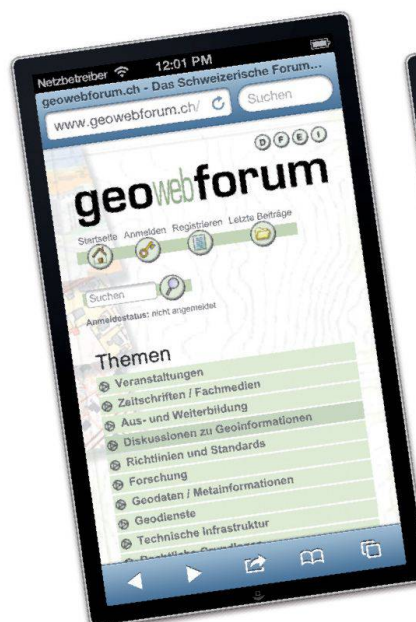 Netzbetreiber 12:01 PM
geowebforum.ch - Das Schweizerische Forum...
www.geowebforum.ch/ Suchen
D F E I
geowebforum
Startseite Anmelden Registrieren Letzte Beiträge
Suchen
Anmeldestatus: nicht angemeldet
Themen
Veranstaltungen
Zeitschriften / Fachmedien
Aus- und Weiterbildung
Diskussionen zu Geoinformationen
Richtlinien und Standards
Forschung
Geodaten / Metainformationen
Geodienste
Technische Infrastruktur
Rechtliche Grundlagen